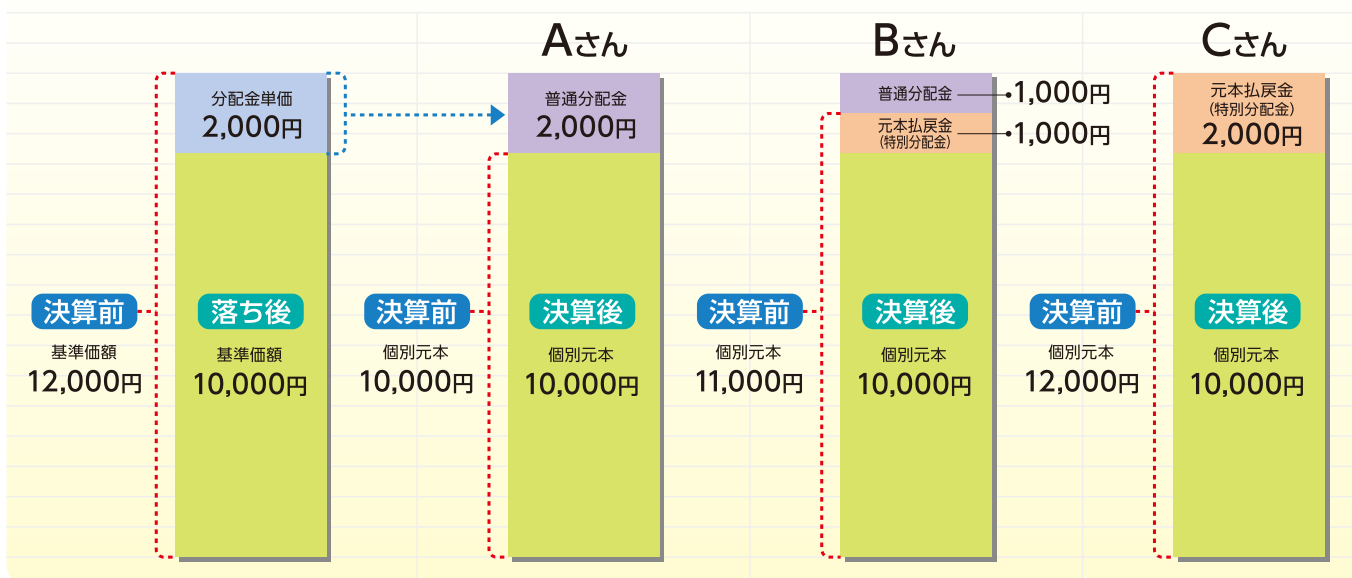 分配金単価
2,000円
決算前
基準価額
12,000円
落ち後
基準価額
10,000円
Aさん
普通分配金
2,000円
決算前
個別元本
10,000円
決算後
個別元本
10,000円
Bさん
普通分配金 1,000円
元本払戻金
(特別分配金) 1,000円
決算前
個別元本
11,000円
決算後
個別元本
10,000円
Cさん
元本払戻金
(特別分配金)
2,000円
決算前
個別元本
12,000円
決算後
個別元本
10,000円